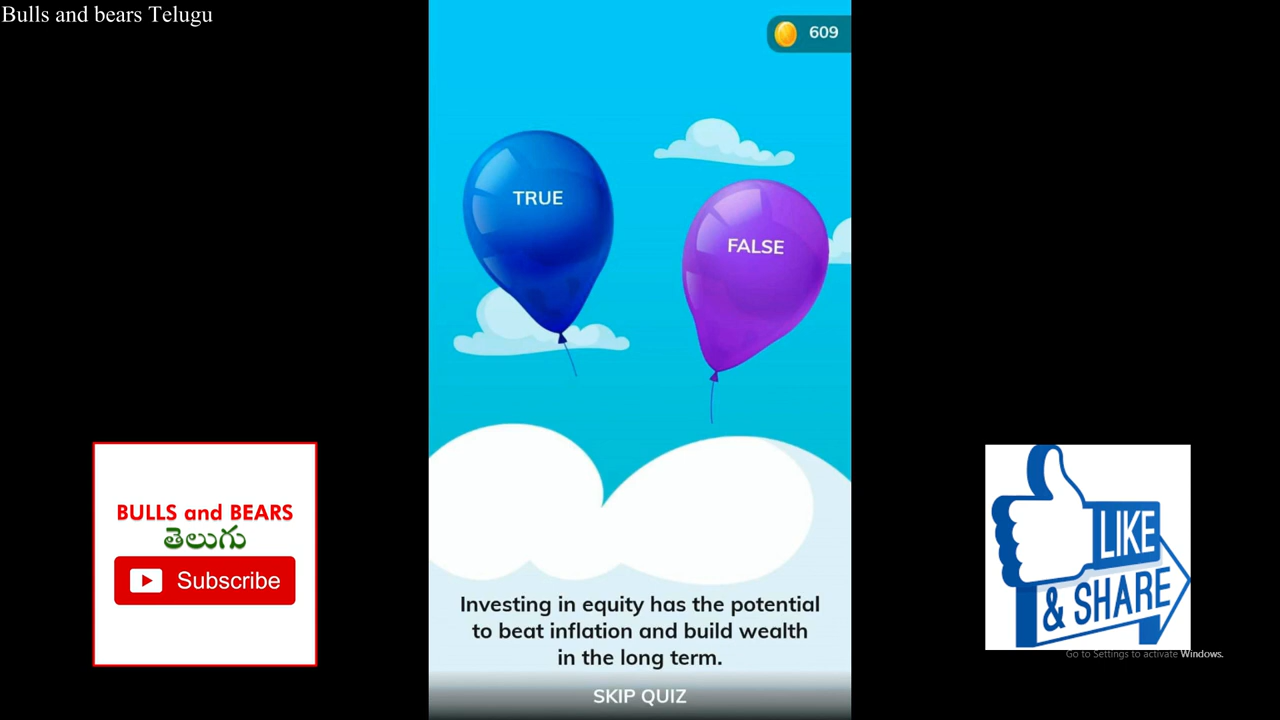 Bulls and bears Telugu
609
TRUE
FALSE
BULLS and BEARS
తెలుగు
Subscribe
LIKE
& SHARE
Investing in equity has the potential
to beat inflation and build wealth
in the long term.
Go to Settings to activate Windows.
SKIP QUIZ